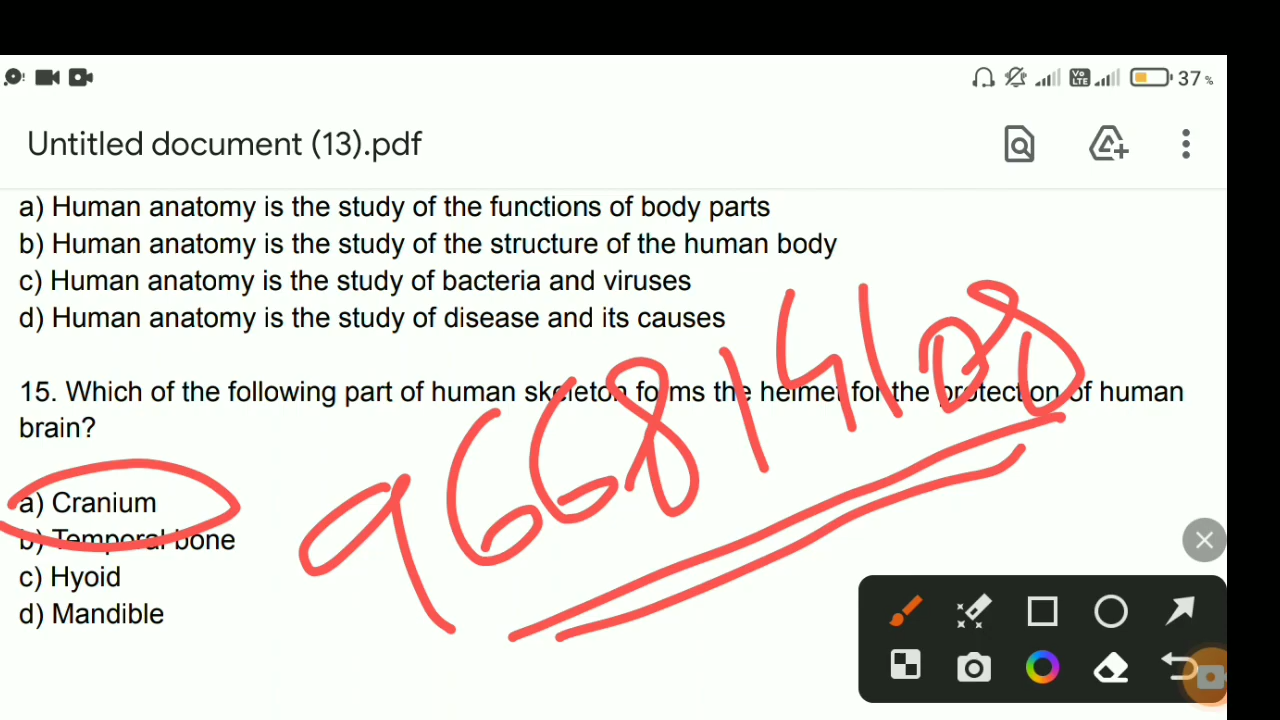 Untitled document (13).pdf
37%
a) Human anatomy is the study of the functions of body parts
b) Human anatomy is the study of the structure of the human body
c) Human anatomy is the study of bacteria and viruses
d) Human anatomy is the study of disease and its causes
15. Which of the following part of human skeleton forms the helmet for the protection of human
brain?
a) Cranium
b) Temporal bone
c) Hyoid
d) Mandible